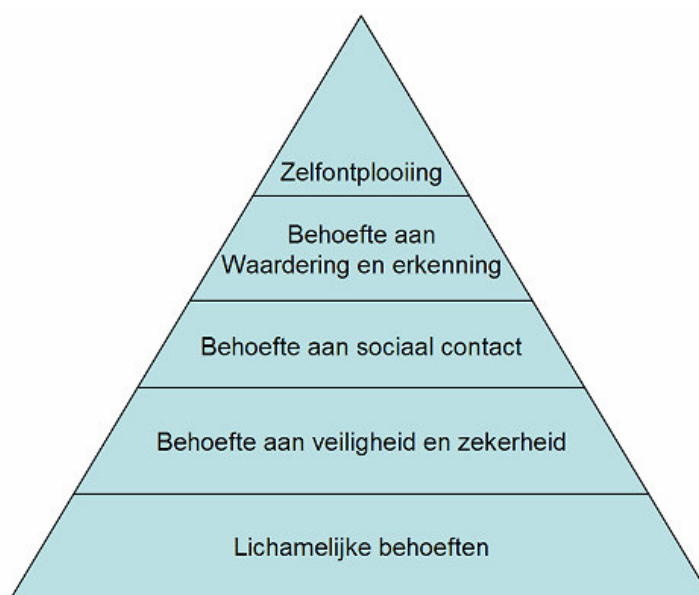 Zelfontplooiing
Behoefte aan
Waardering en erkenning
Behoefte aan sociaal contact
Behoefte aan veiligheid en zekerheid
Lichamelijke behoeften